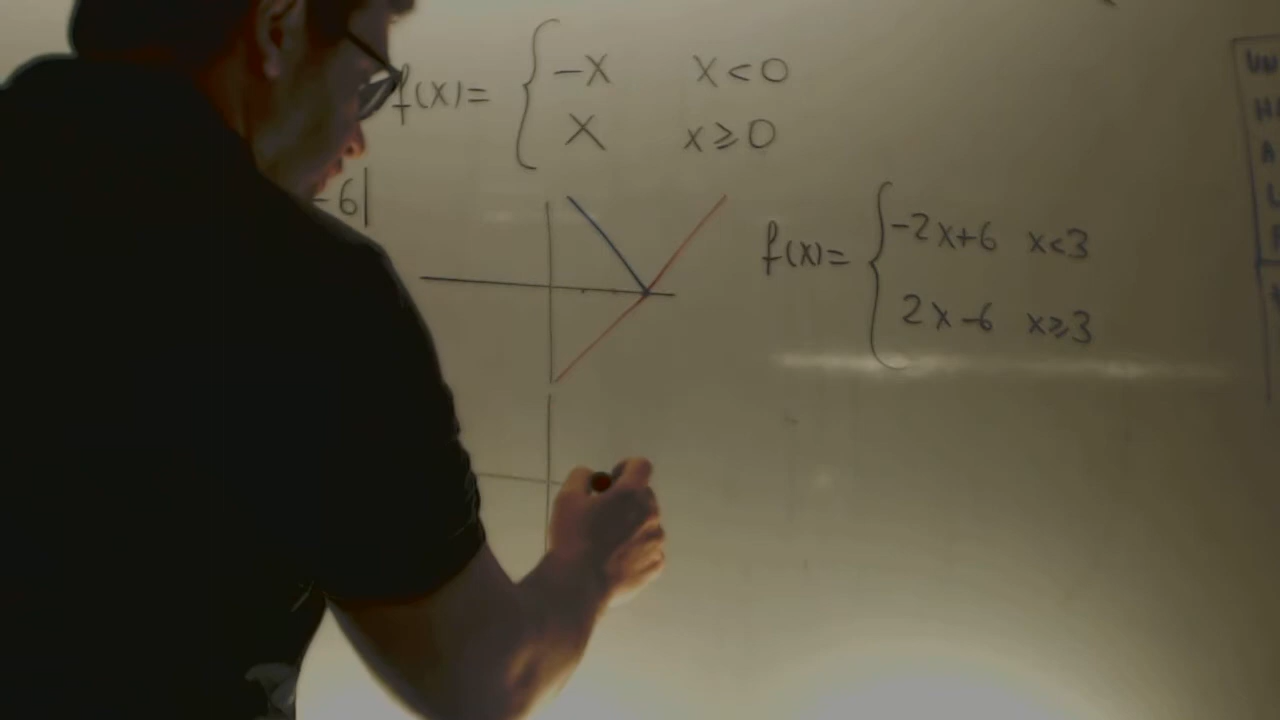 f(x)= { -x x<0
x x≥0
-6|
f(x)= { -2x+6 x<3
2x-6 x≥3